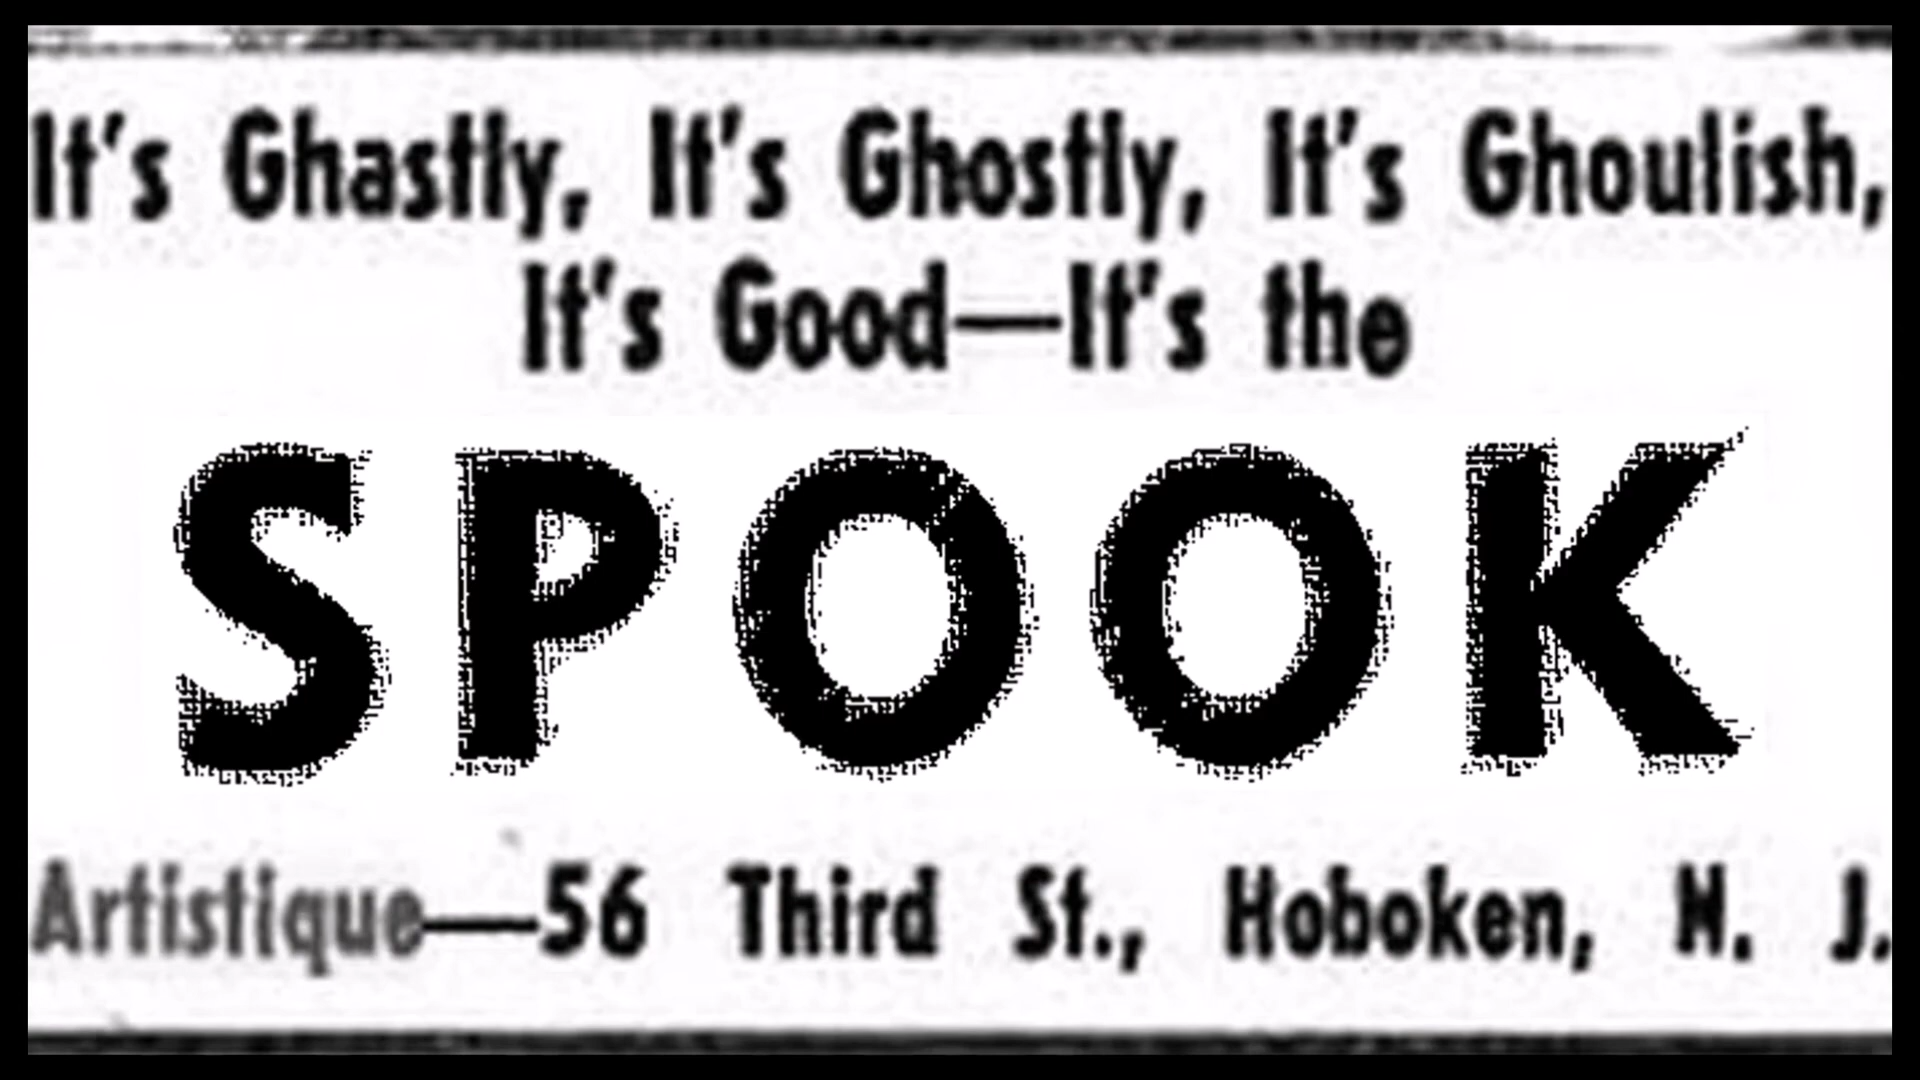 It's Ghastly, It's Ghostly, It's Ghoulish,
It's Good—It's the
SPOOK
Artistique—56 Third St., Hoboken, N. J.